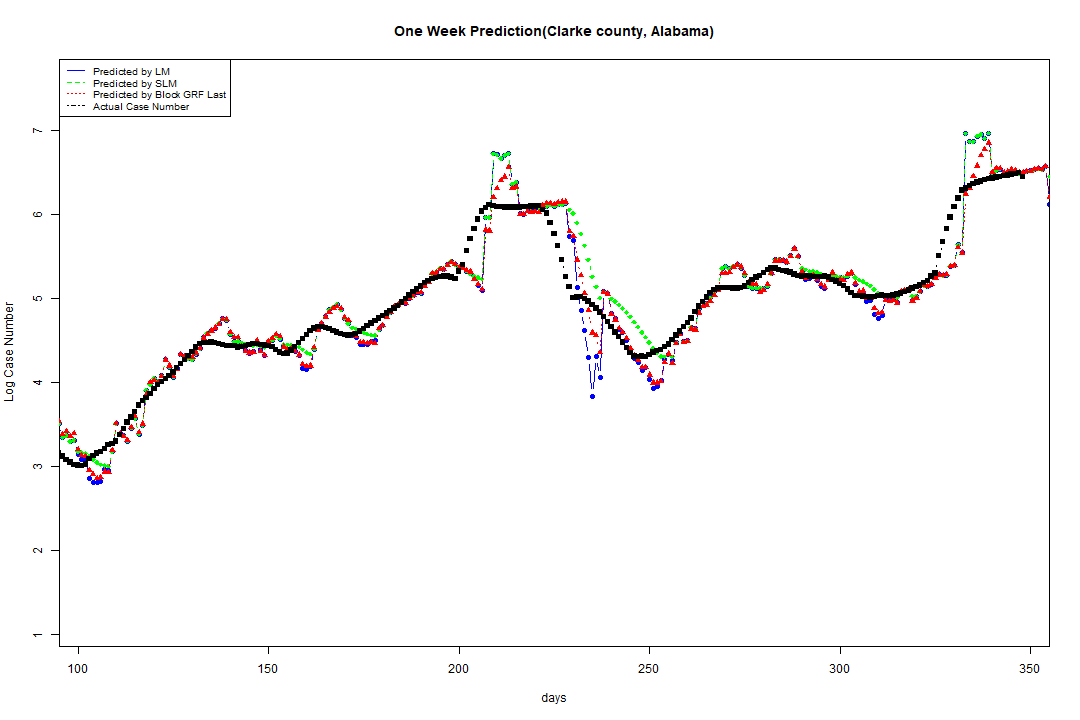 One Week Prediction(Clarke county, Alabama)
Predicted by LM
Predicted by SLM
Predicted by Block GRF Last
Actual Case Number
Log Case Number
7
6
5
4
3
2
1
100 150 200 250 300 350
days